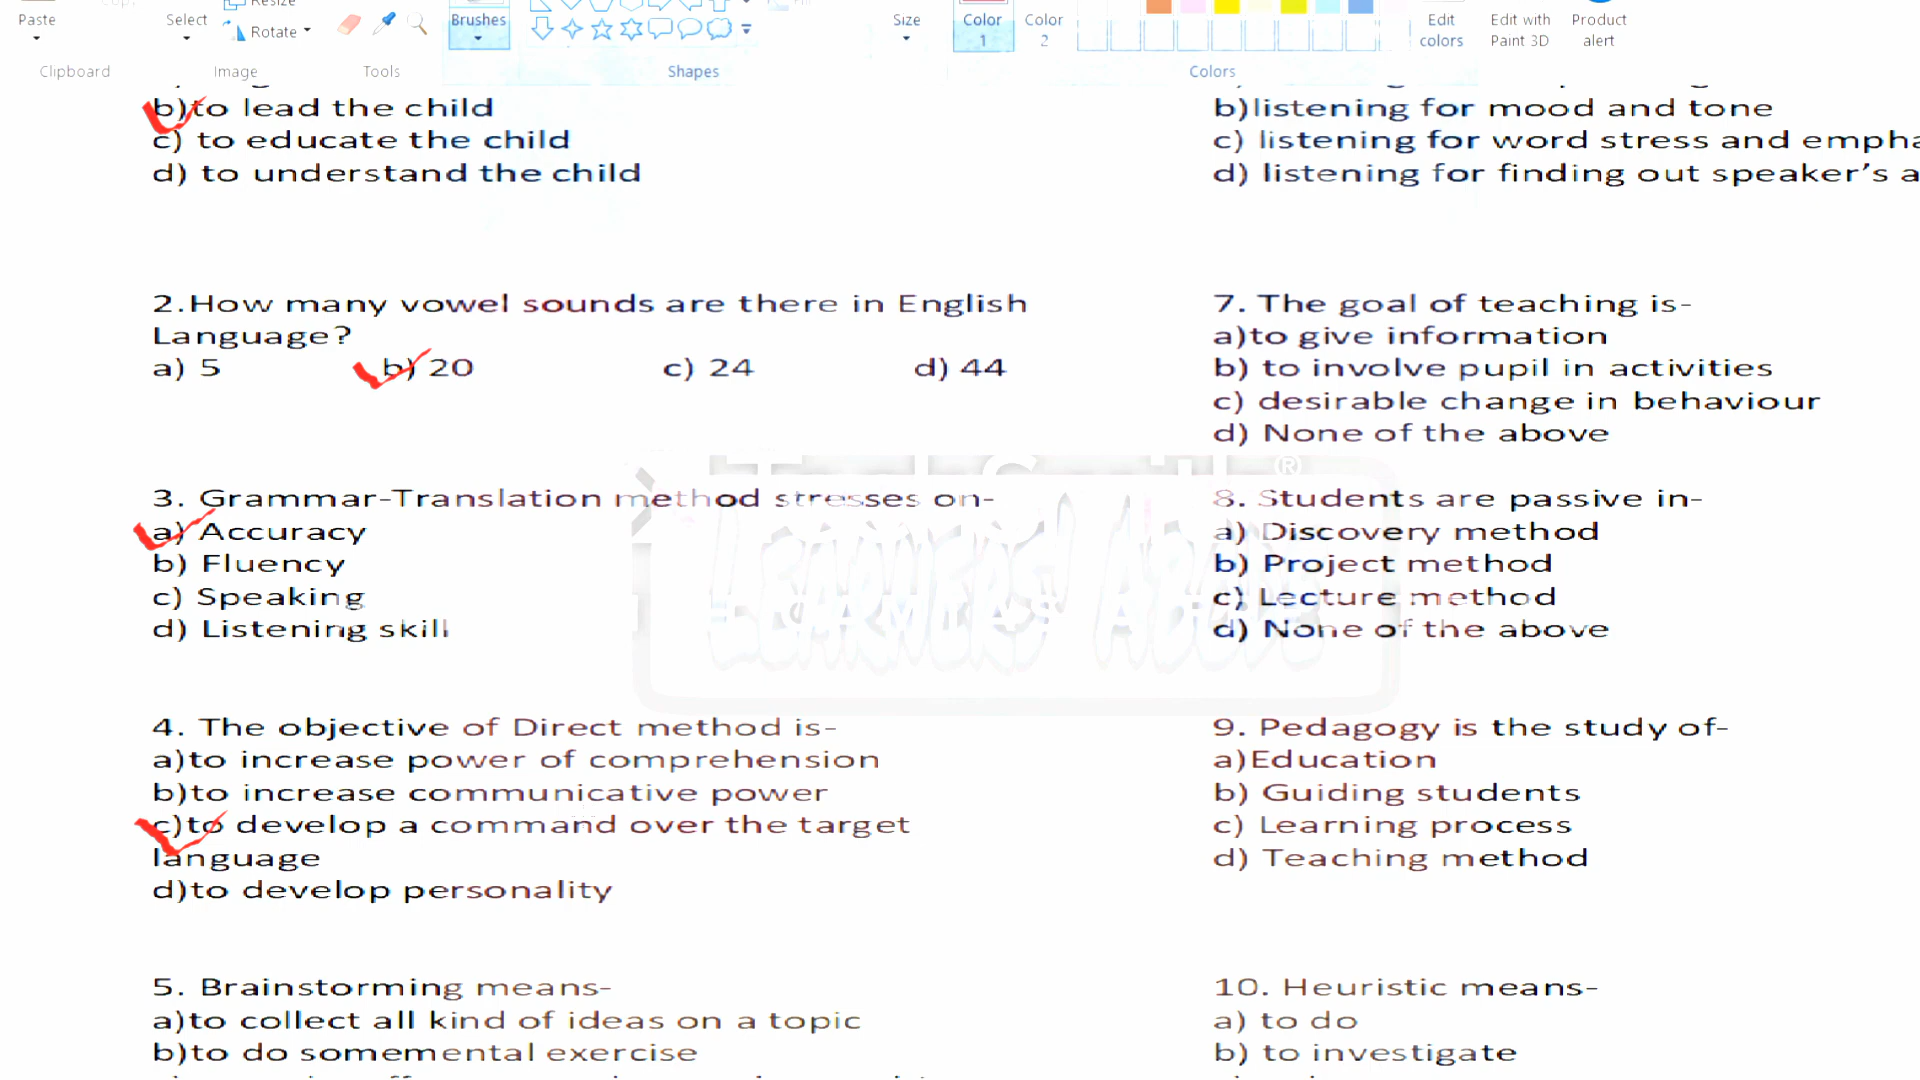 Paste
Select
Resize
Rotate
Brushes
Size
Color
1
Color
2
Edit
colors
Edit with
Paint 3D
Product
alert
Clipboard
Image
Tools
Shapes
Colors
b)to lead the child
c) to educate the child
d) to understand the child
2.How many vowel sounds are there in English
Language?
a) 5 b) 20 c) 24 d) 44
3. Grammar-Translation method stresses on-
a) Accuracy
b) Fluency
c) Speaking
d) Listening skill
4. The objective of Direct method is-
a)to increase power of comprehension
b)to increase communicative power
c)to develop a command over the target
language
d)to develop personality
5. Brainstorming means-
a)to collect all kind of ideas on a topic
b)to do somemental exercise
b)listening for mood and tone
c) listening for word stress and
d) listening for finding out speaker's
7. The goal of teaching is-
a)to give information
b) to involve pupil in activities
c) desirable change in behaviour
d) None of the above
8. Students are passive in-
a) Discovery method
b) Project method
c) Lecture method
d) None of the above
9. Pedagogy is the study of-
a)Education
b) Guiding students
c) Learning process
d) Teaching method
10. Heuristic means-
a) to do
b) to investigate
LEARNERS' ABODE